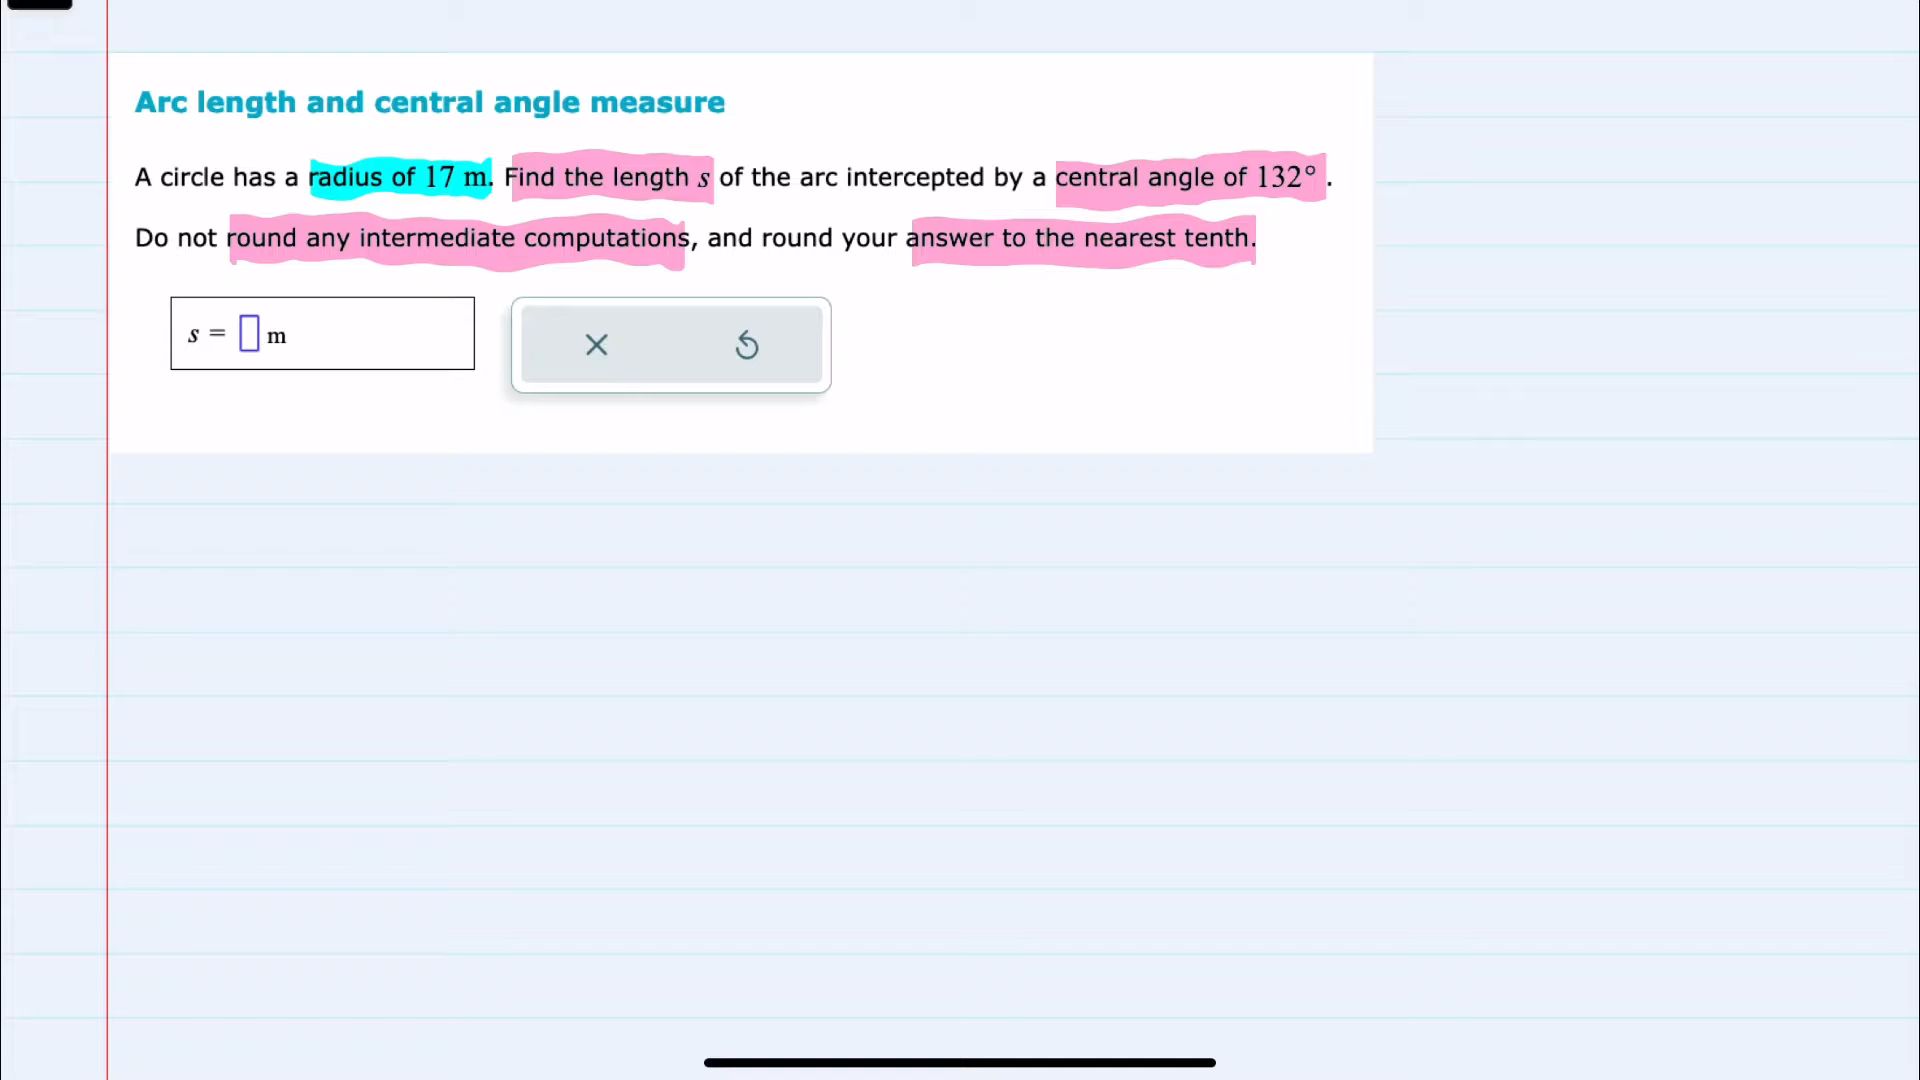 Arc length and central angle measure
A circle has a radius of 17 m. Find the length s of the arc intercepted by a central angle of 132°.
Do not round any intermediate computations, and round your answer to the nearest tenth.
s = m